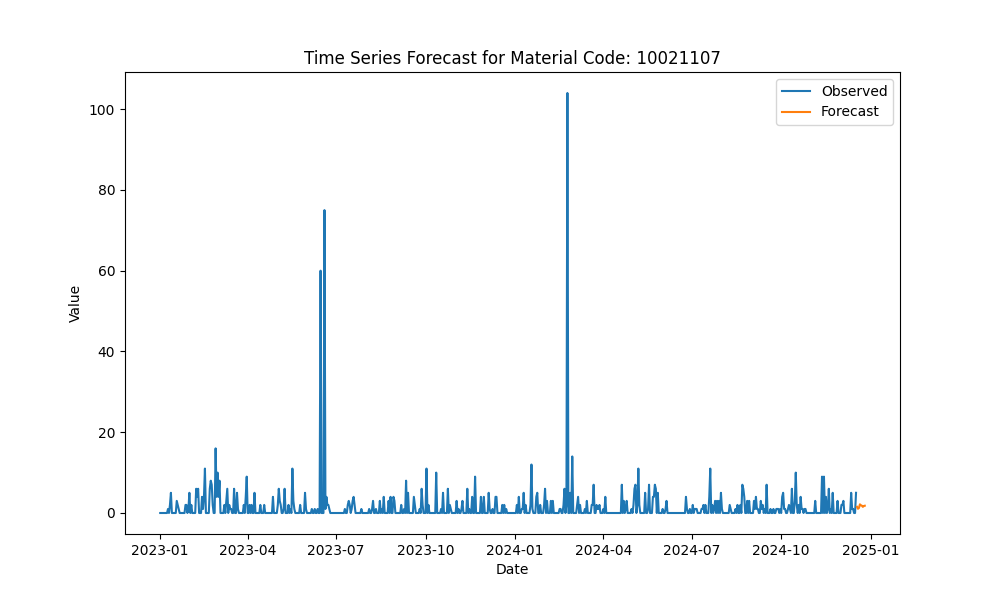 Time Series Forecast for Material Code: 10021107
Observed
Forecast
100
80
60
40
20
0
Value
2023-01 2023-04 2023-07 2023-10 2024-01 2024-04 2024-07 2024-10 2025-01
Date